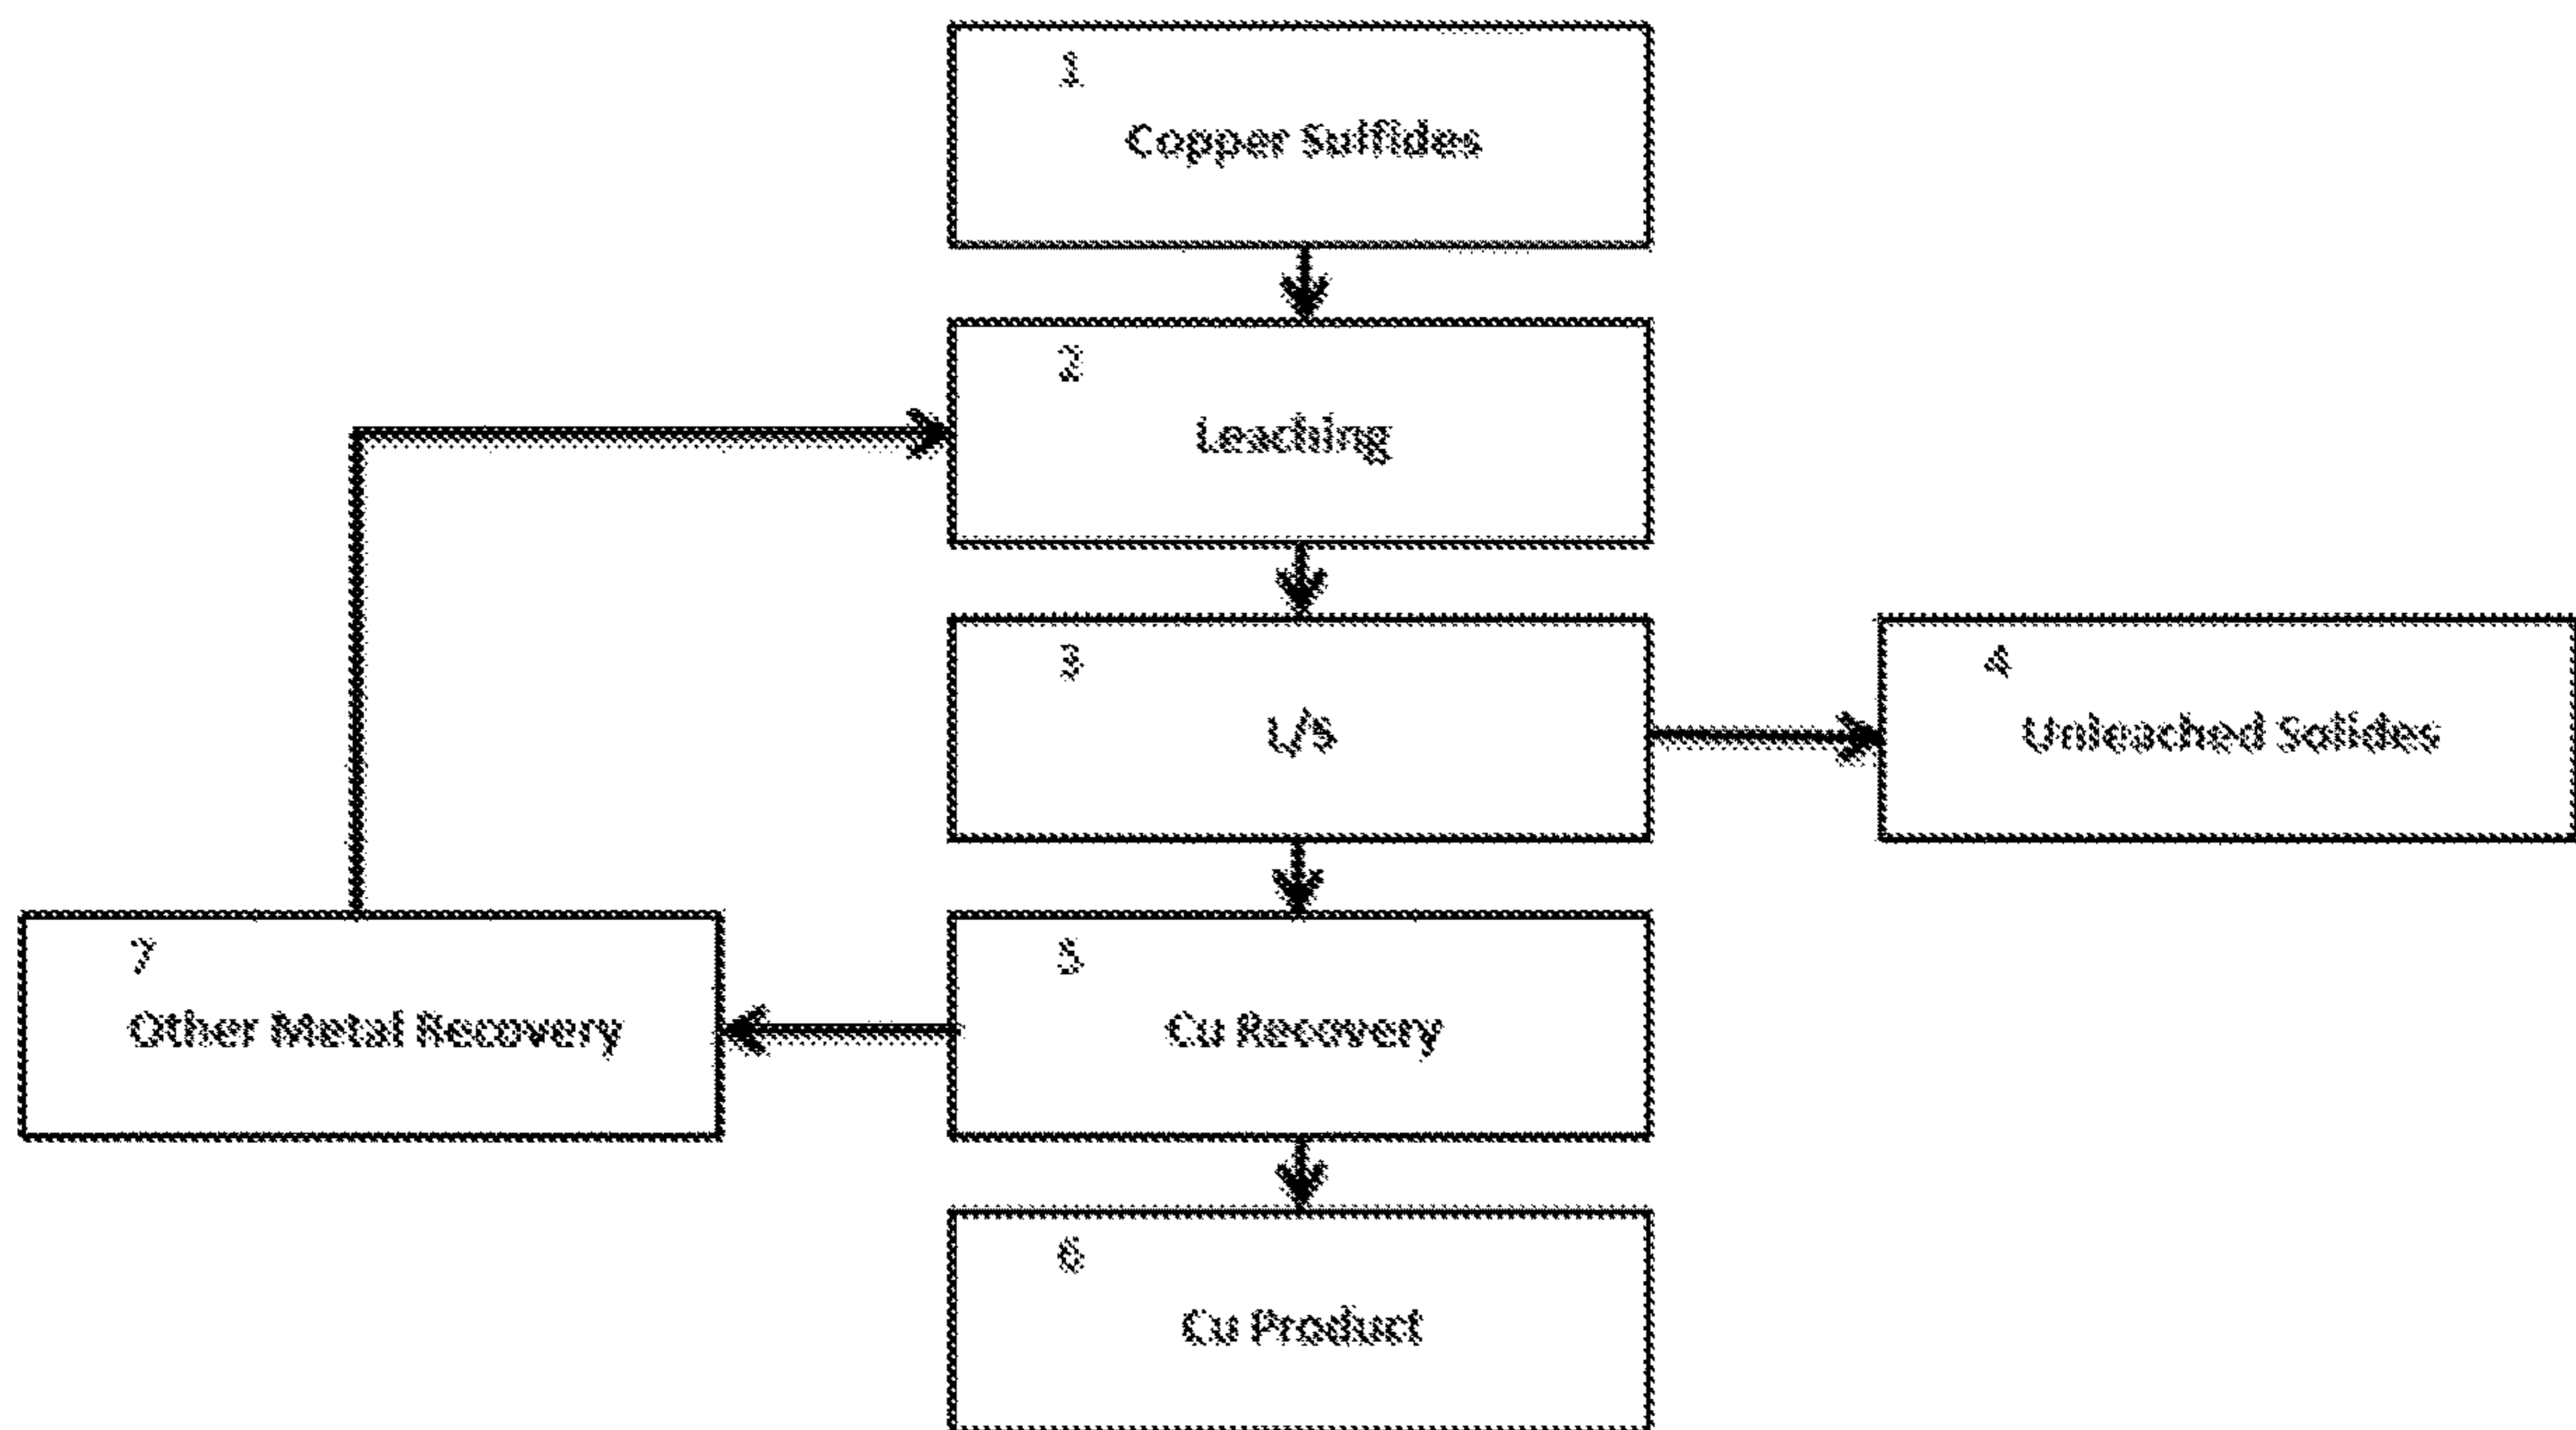 1
Copper Sulfides
2
Leaching
3
L/S
4
Unleached Solides
7
Other Metal Recovery
5
Cu Recovery
6
Cu Product